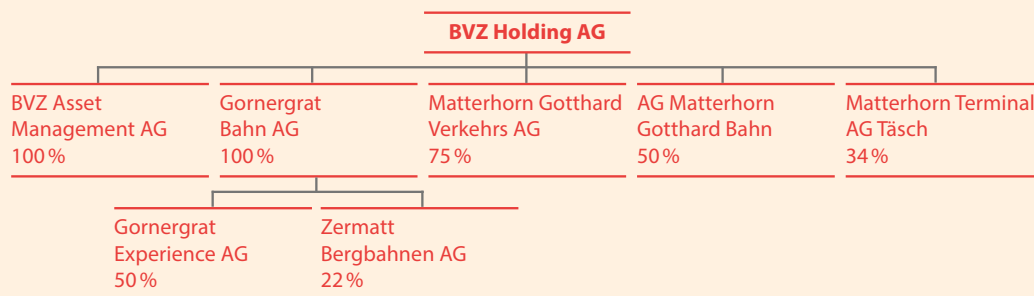 BVZ Holding AG
BVZ Asset
Management AG
100 %
Gornergrat
Bahn AG
100 %
Matterhorn Gotthard
Verkehrs AG
75 %
AG Matterhorn
Gotthard Bahn
50 %
Matterhorn Terminal
AG Täsch
34 %
Gornergrat
Experience AG
50 %
Zermatt
Bergbahnen AG
22 %